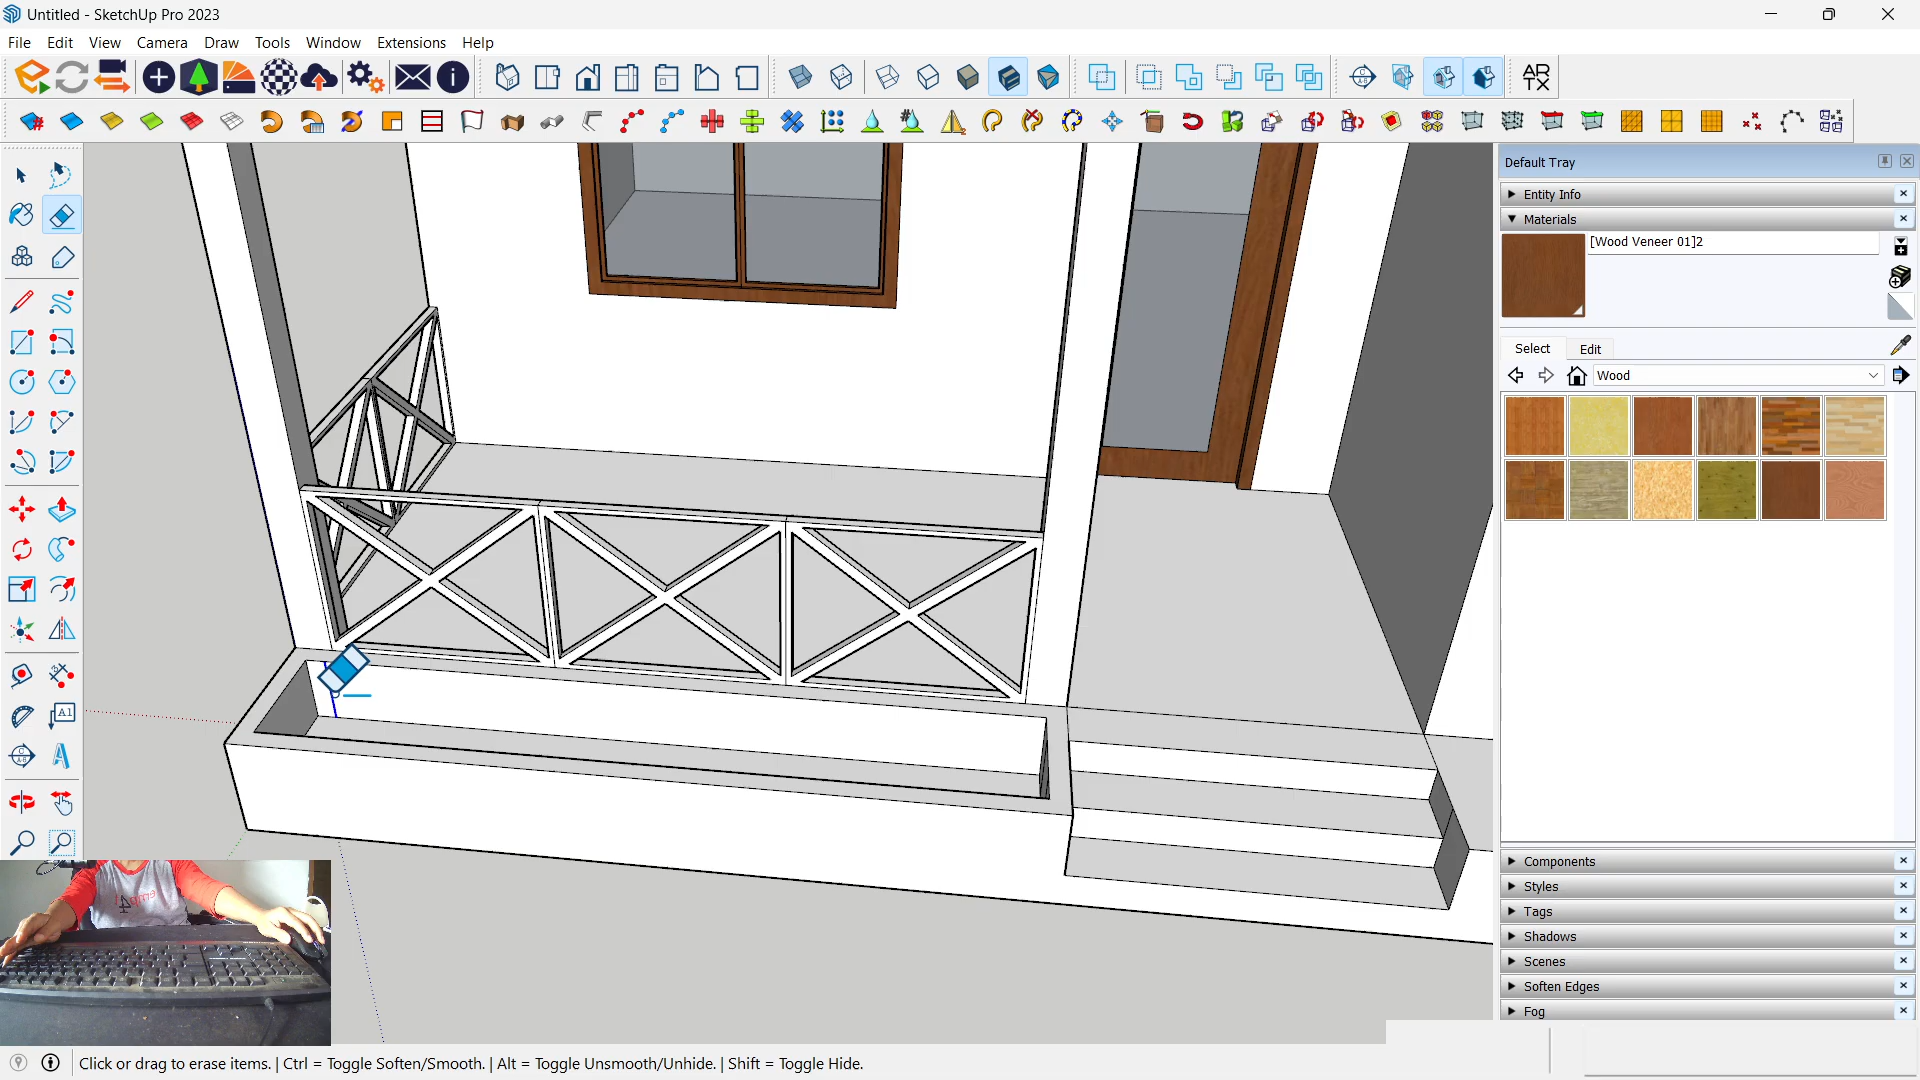 Untitled - SketchUp Pro 2023
File Edit View Camera Draw Tools Window Extensions Help
Default Tray
Entity Info
Materials
[Wood Veneer 01]2
Select Edit
Wood
Components
Styles
Tags
Shadows
Scenes
Soften Edges
Fog
Click or drag to erase items. | Ctrl = Toggle Soften/Smooth. | Alt = Toggle Unsmooth/Unhide. | Shift = Toggle Hide.